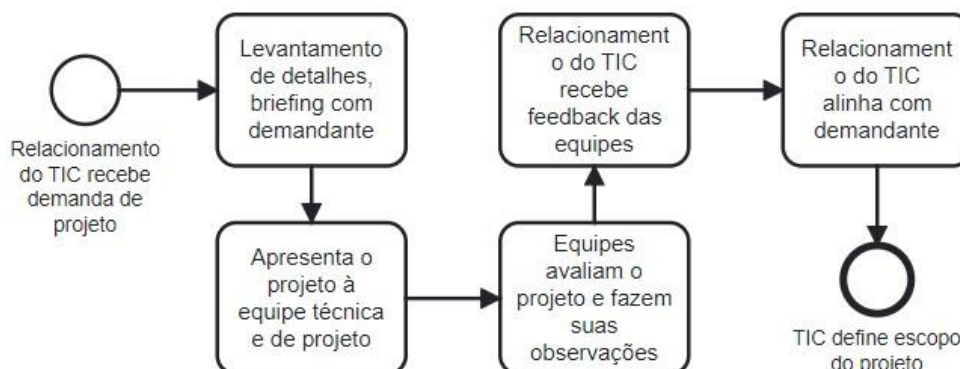 Relacionamento
do TIC recebe
demanda de
projeto
Levantamento
de detalhes,
briefing com
demandante
Apresenta o
projeto à
equipe técnica
e de projeto
Equipes
avaliam o
projeto e fazem
suas
observações
Relacionament
o do TIC
recebe
feedback das
equipes
Relacionament
o do TIC
alinha com
demandante
TIC define escopo
do projeto